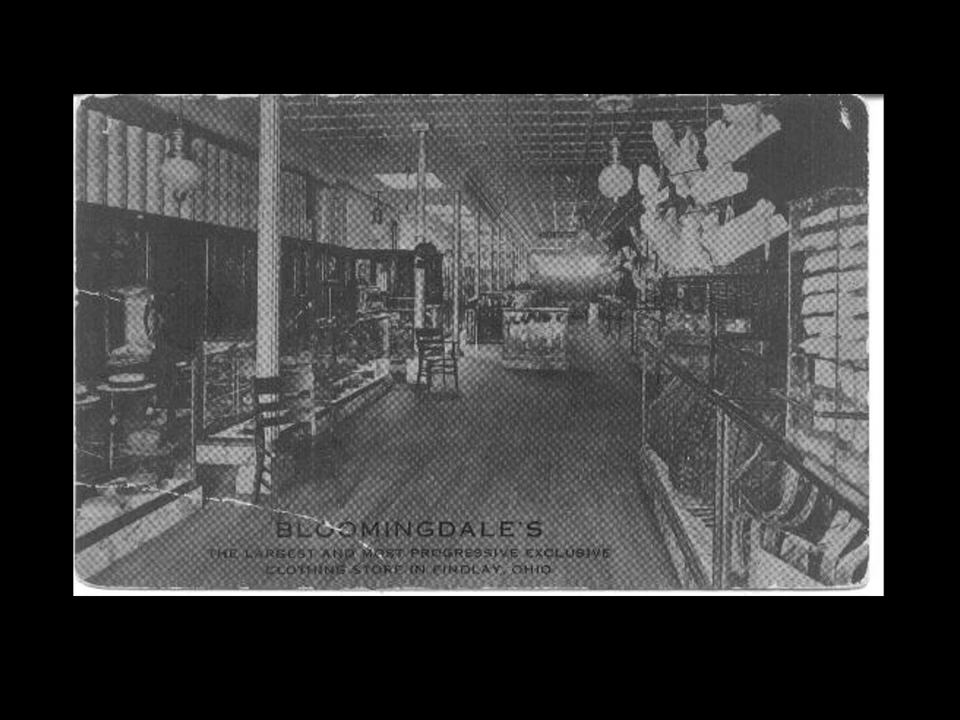 BLOOMINGDALE'S
THE LARGEST AND MOST PROGRESSIVE EXCLUSIVE
CLOTHING STORE IN FINDLAY, OHIO